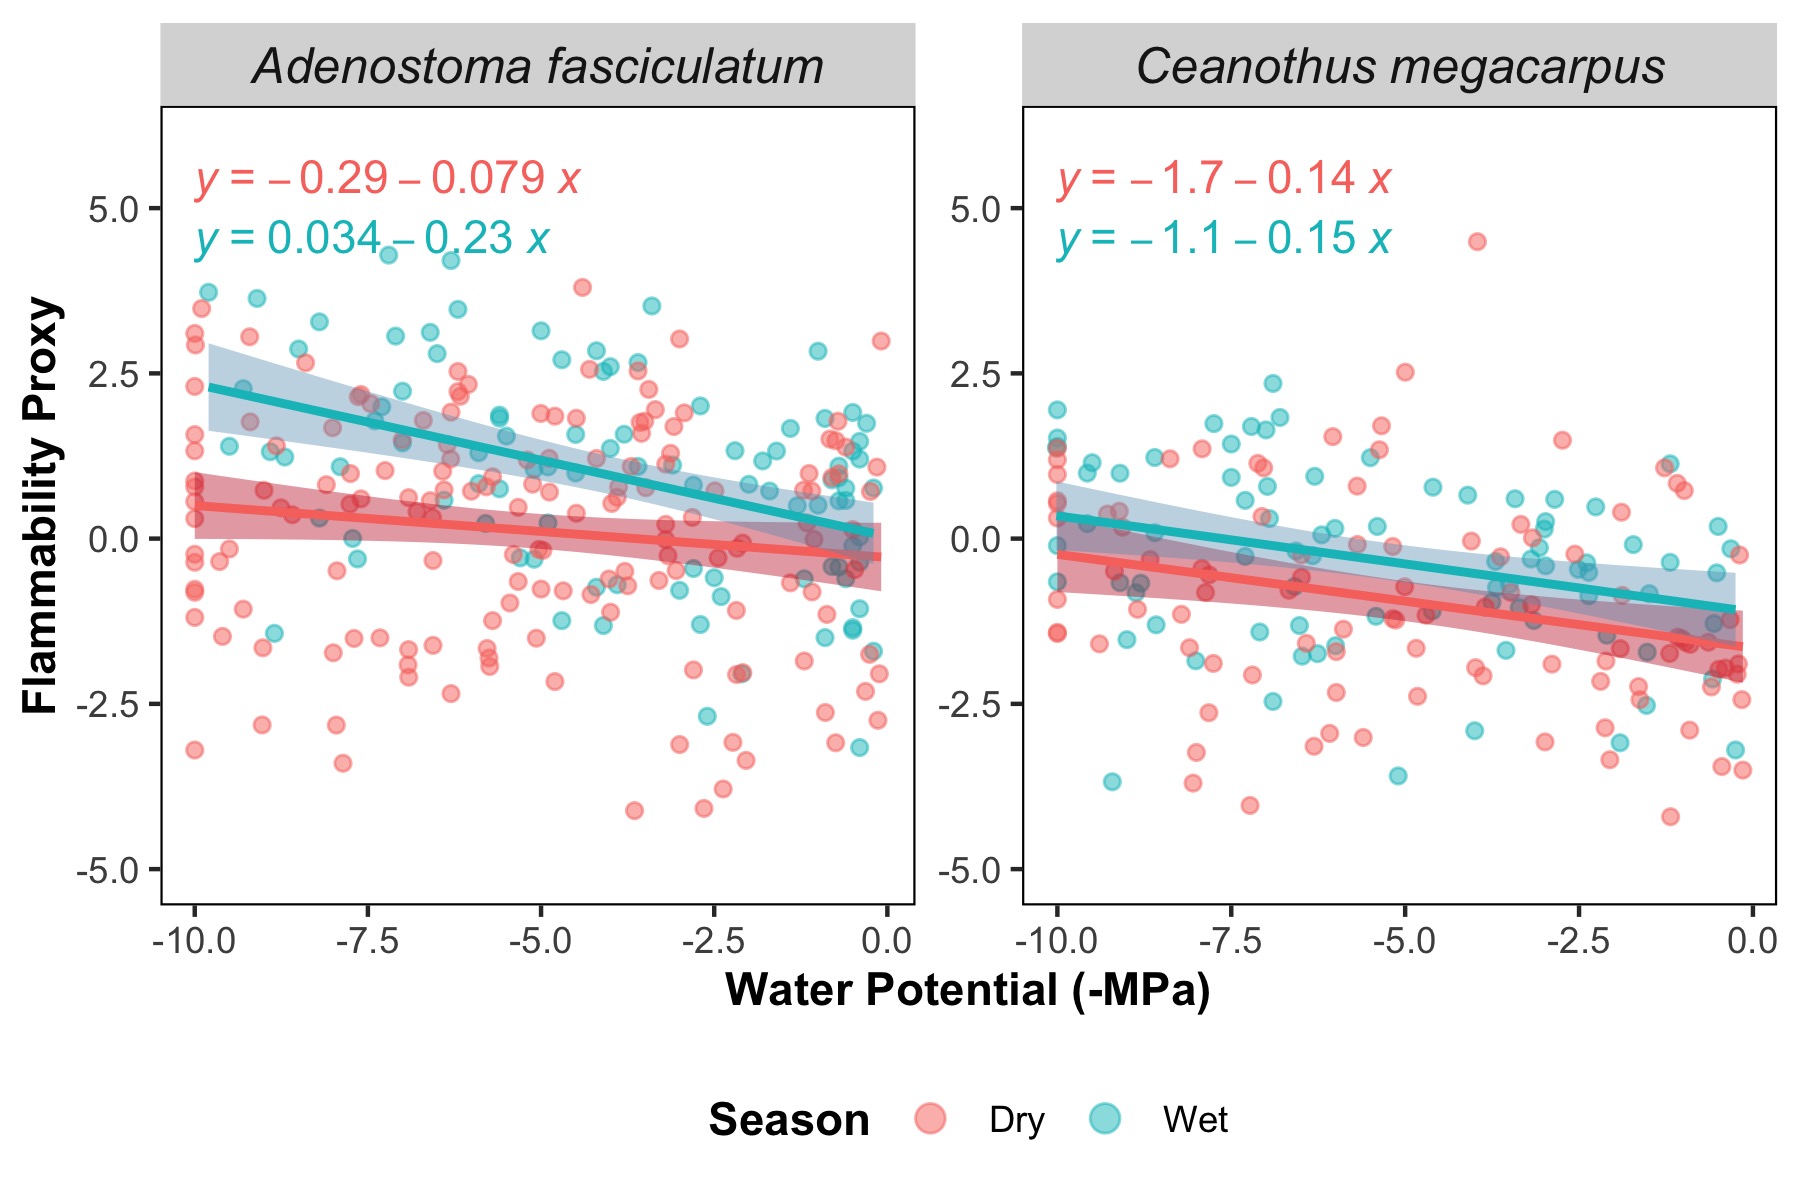 Adenostoma fasciculatum
Ceanothus megacarpus
y = – 0.29 – 0.079 x
y = 0.034 – 0.23 x
y = – 1.7 – 0.14 x
y = – 1.1 – 0.15 x
Flammability Proxy
5.0
2.5
0.0
-2.5
-5.0
5.0
2.5
0.0
-2.5
-5.0
-10.0 -7.5 -5.0 -2.5 0.0
-10.0 -7.5 -5.0 -2.5 0.0
Water Potential (-MPa)
Season Dry Wet